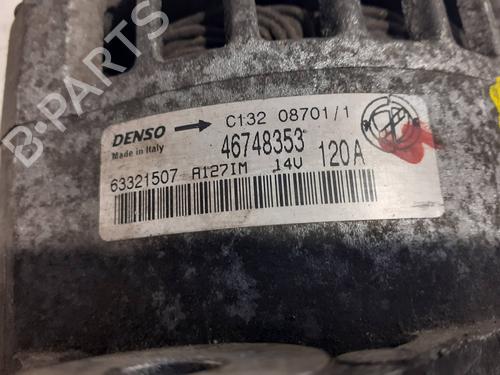 B-PARTS
DENSO
Made in Italy
C132 08701/1
46748353
63321507 A127IM 14V 120A